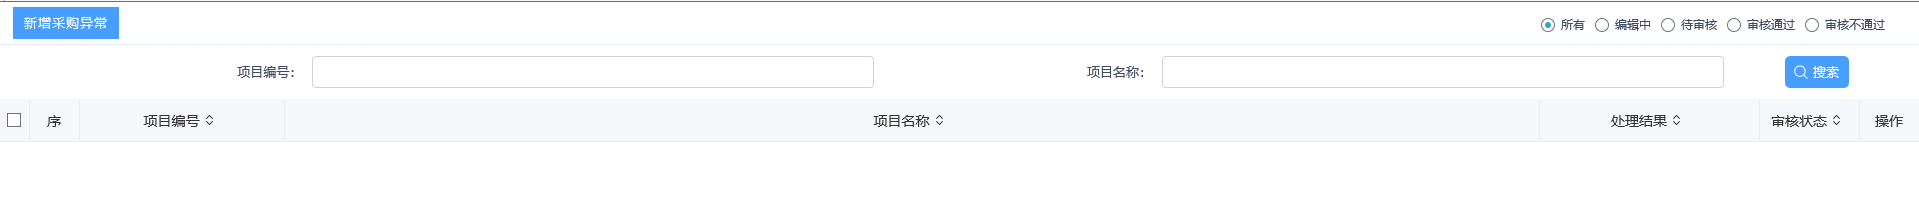 新增采购异常 所有 编辑中 待审核 审核通过 审核不通过
项目编号： 项目名称： 搜索
序 项目编号 项目名称 处理结果 审核状态 操作